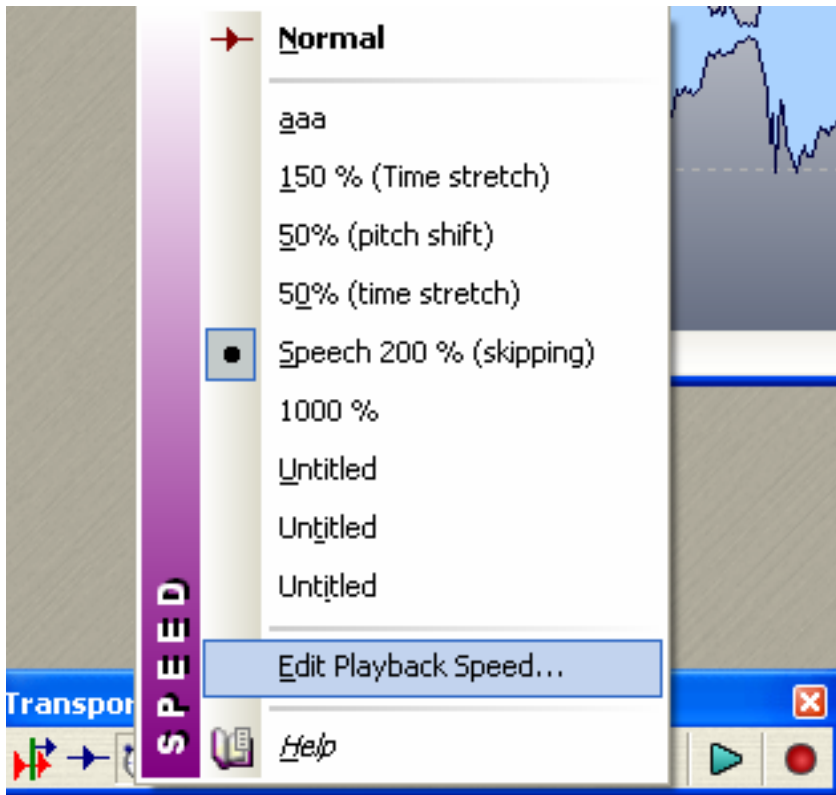 Normal
aaa
150 % (Time stretch)
50% (pitch shift)
50% (time stretch)
Speech 200 % (skipping)
1000 %
Untitled
Untitled
Untitled
Edit Playback Speed...
Help
SPEED
Transpor